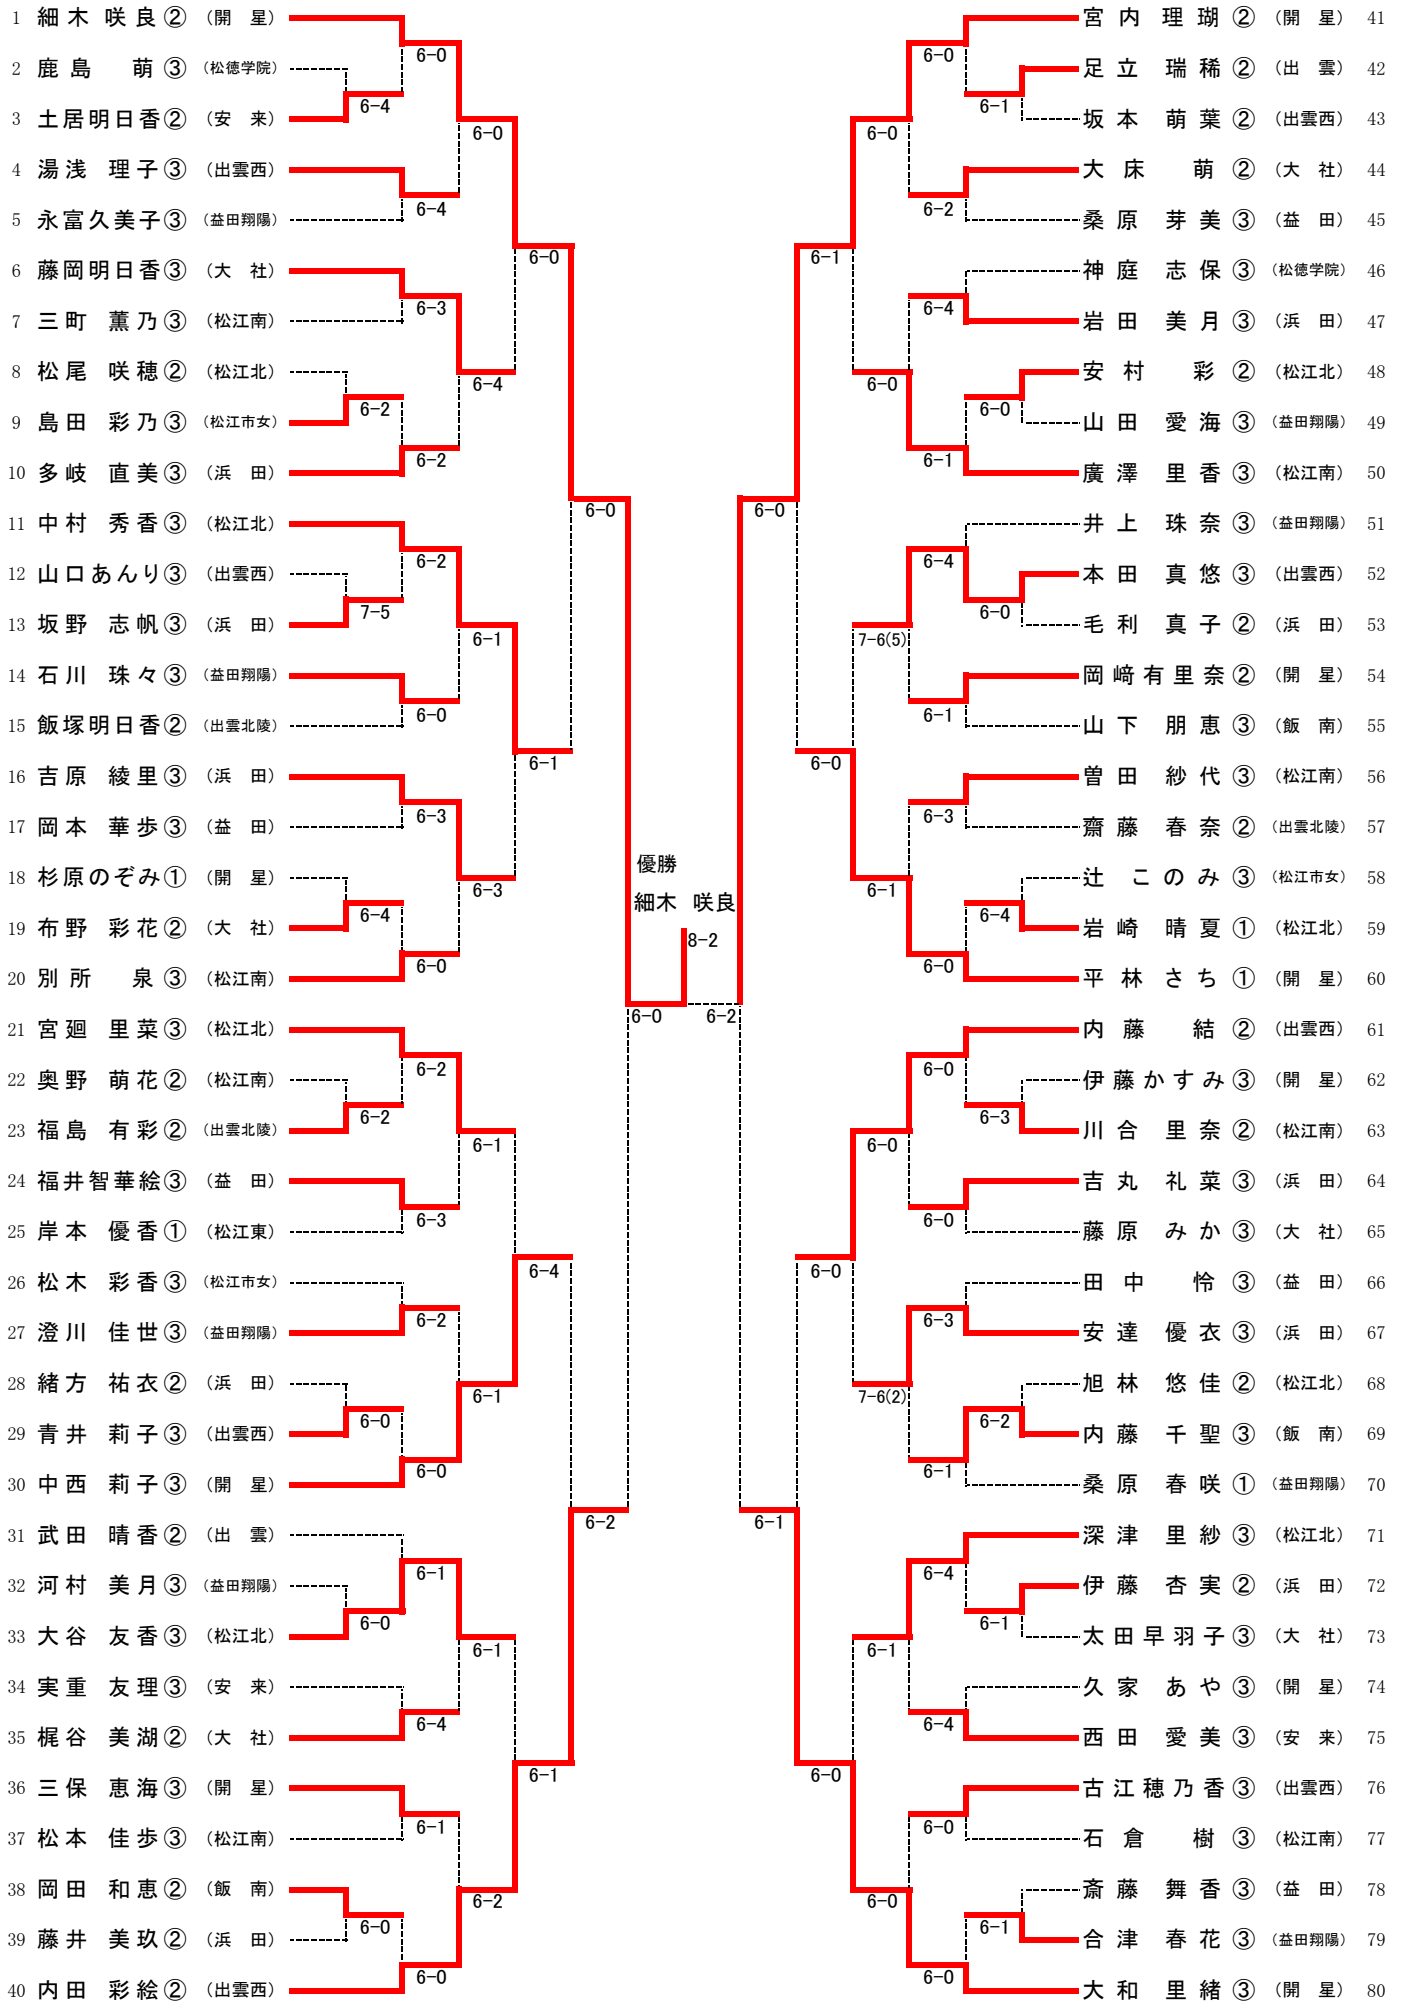 1 細木 咲良② （開 星）
2 鹿島 萌③ （松徳学院）
3 土居明日香② （安 来）
4 湯浅 理子③ （出雲西）
5 永富久美子③ （益田翔陽）
6 藤岡明日香③ （大 社）
7 三町 薫乃③ （松江南）
8 松尾 咲穂② （松江北）
9 島田 彩乃③ （松江市女）
10 多岐 直美③ （浜 田）
11 中村 秀香③ （松江北）
12 山口あんり③ （出雲西）
13 坂野 志帆③ （浜 田）
14 石川 珠々③ （益田翔陽）
15 飯塚明日香② （出雲北陵）
16 吉原 綾里③ （浜 田）
17 岡本 華歩③ （益 田）
18 杉原のぞみ① （開 星）
19 布野 彩花② （大 社）
20 別所 泉③ （松江南）
21 宮廻 里菜③ （松江北）
22 奥野 萌花② （松江南）
23 福島 有彩② （出雲北陵）
24 福井智華絵③ （益 田）
25 岸本 優香① （松江東）
26 松木 彩香③ （松江市女）
27 澄川 佳世③ （益田翔陽）
28 緒方 祐衣② （浜 田）
29 青井 莉子③ （出雲西）
30 中西 莉子③ （開 星）
31 武田 晴香② （出 雲）
32 河村 美月③ （益田翔陽）
33 大谷 友香③ （松江北）
34 実重 友理③ （安 来）
35 梶谷 美湖② （大 社）
36 三保 恵海③ （開 星）
37 松本 佳歩③ （松江南）
38 岡田 和恵② （飯 南）
39 藤井 美玖② （浜 田）
40 内田 彩絵② （出雲西）
6-4
6-2
7-5
6-4
6-2
6-0
6-0
6-0
6-0
6-4
6-3
6-2
6-2
6-0
6-3
6-0
6-2
6-3
6-2
6-0
6-1
6-4
6-1
6-0
6-0
6-4
6-1
6-3
6-1
6-1
6-1
6-2
6-0
6-1
6-4
6-1
6-0
6-2
優勝
細木 咲良
8-2
6-0
6-2
6-0
6-1
6-1
6-0
6-0
6-0
6-0
6-0
7-6(5)
6-1
6-0
7-6(2)
6-1
6-0
6-0
6-2
6-4
6-1
6-4
6-1
6-3
6-0
6-0
6-0
6-3
6-1
6-4
6-4
6-0
6-0
6-1
6-0
6-0
6-4
6-3
6-2
6-1
6-1
宮内理瑚② （開 星） 41
足立 瑞稀② （出 雲） 42
坂本 萌葉② （出雲西） 43
大床 萌② （大 社） 44
桑原 芽美③ （益 田） 45
神庭 志保③ （松徳学院） 46
岩田 美月③ （浜 田） 47
安村 彩② （松江北） 48
山田 愛海③ （益田翔陽） 49
廣澤 里香③ （松江南） 50
井上 珠奈③ （益田翔陽） 51
本田 真悠③ （出雲西） 52
毛利 真子② （浜 田） 53
岡﨑有里奈② （開 星） 54
山下 朋恵③ （飯 南） 55
曽田 紗代③ （松江南） 56
齋藤 春奈② （出雲北陵） 57
辻 このみ③ （松江市女） 58
岩崎 晴夏① （松江北） 59
平林さち① （開 星） 60
内藤 結② （出雲西） 61
伊藤かすみ③ （開 星） 62
川合 里奈② （松江南） 63
吉丸 礼菜③ （浜 田） 64
藤原 みか③ （大 社） 65
田中 怜③ （益 田） 66
安達 優衣③ （浜 田） 67
旭林 悠佳② （松江北） 68
内藤 千聖③ （飯 南） 69
桑原 春咲① （益田翔陽） 70
深津 里紗③ （松江北） 71
伊藤 杏実② （浜 田） 72
太田早羽子③ （大 社） 73
久家 あや③ （開 星） 74
西田 愛美③ （安 来） 75
古江穂乃香③ （出雲西） 76
石倉 樹③ （松江南） 77
斎藤 舞香③ （益 田） 78
合津 春花③ （益田翔陽） 79
大和 里緒③ （開 星） 80